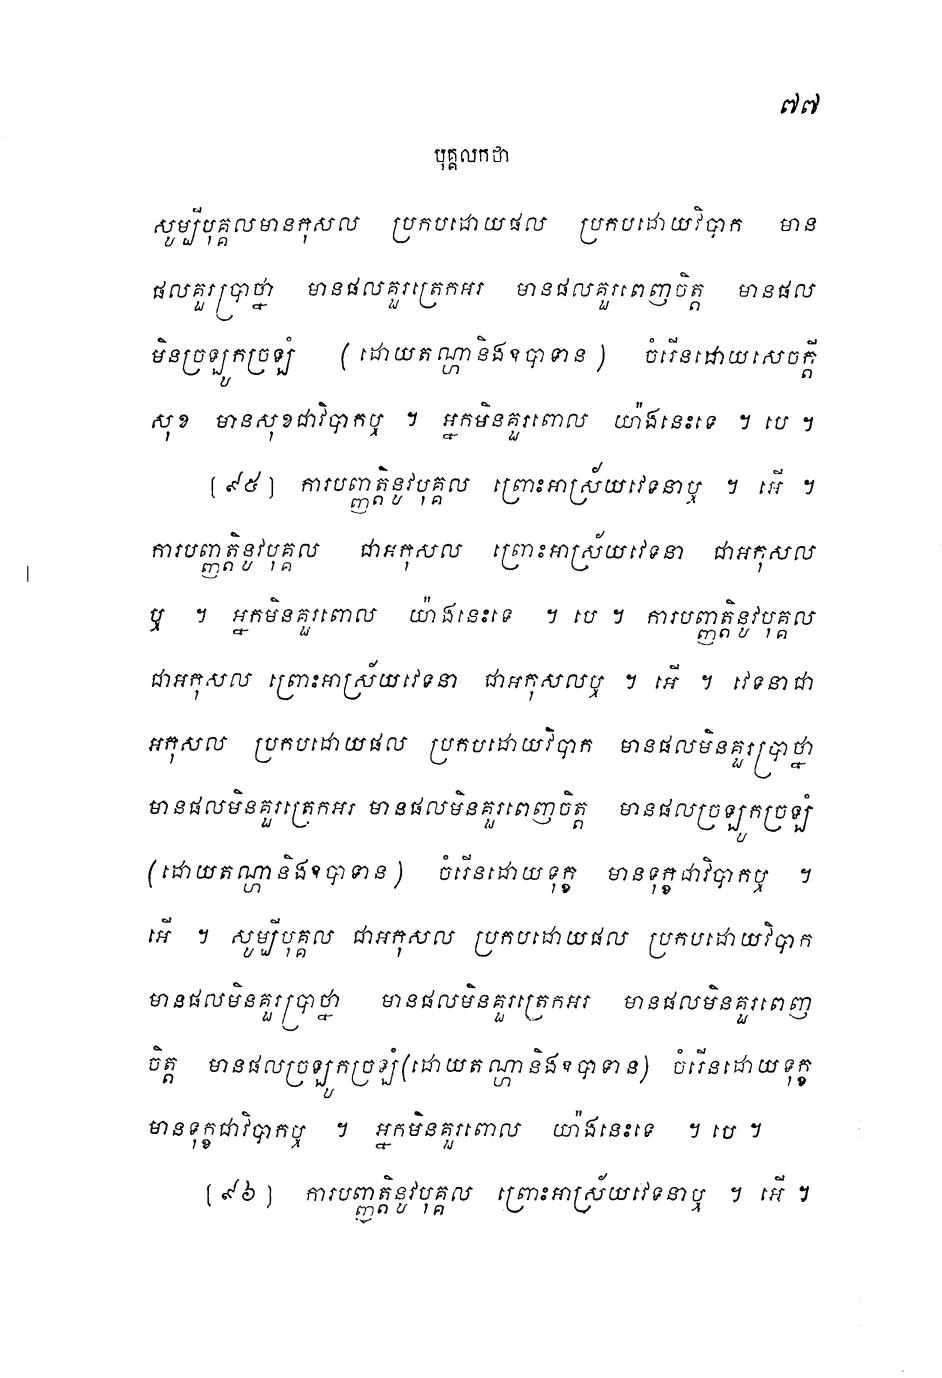 ៧៧
បុគ្គលកថា
សូម្បីបុគ្គលមានកុសល ប្រកបដោយផល ប្រកបដោយវិបាក មាន
ផលគួរប្រាថ្នា មានផលគួរត្រេកអរ មានផលគួរពេញចិត្ត មានផល
មិនច្រឡូកច្រឡំ (ដោយតណ្ហានិងឧបាទាន) ចំរើនដោយសេចក្តី
សុខ មានសុខជាវិបាកឬ ។ អ្នកមិនគួរពោល យ៉ាងនេះទេ ។ បេ ។
(៩៥) ការបញ្ញត្តិនូវបុគ្គល ព្រោះអាស្រ័យវេទនាឬ ។ អើ ។
ការបញ្ញត្តិនូវបុគ្គល ជាអកុសល ព្រោះអាស្រ័យវេទនា ជាអកុសល
ឬ ។ អ្នកមិនគួរពោល យ៉ាងនេះទេ ។ បេ ។ ការបញ្ញត្តិនូវបុគ្គល
ជាអកុសល ព្រោះអាស្រ័យវេទនា ជាអកុសលឬ ។ អើ ។ វេទនាជា
អកុសល ប្រកបដោយផល ប្រកបដោយវិបាក មានផលមិនគួរប្រាថ្នា
មានផលមិនគួរត្រេកអរ មានផលមិនគួរពេញចិត្ត មានផលច្រឡូកច្រឡំ
(ដោយតណ្ហានិងឧបាទាន) ចំរើនដោយទុក្ខ មានទុក្ខជាវិបាកឬ ។
អើ ។ សូម្បីបុគ្គល ជាអកុសល ប្រកបដោយផល ប្រកបដោយវិបាក
មានផលមិនគួរប្រាថ្នា មានផលមិនគួរត្រេកអរ មានផលមិនគួរពេញ
ចិត្ត មានផលច្រឡូកច្រឡំ(ដោយតណ្ហានិងឧបាទាន) ចំរើនដោយទុក្ខ
មានទុក្ខជាវិបាកឬ ។ អ្នកមិនគួរពោល យ៉ាងនេះទេ ។ បេ ។
(៩៦) ការបញ្ញត្តិនូវបុគ្គល ព្រោះអាស្រ័យវេទនាឬ ។ អើ ។